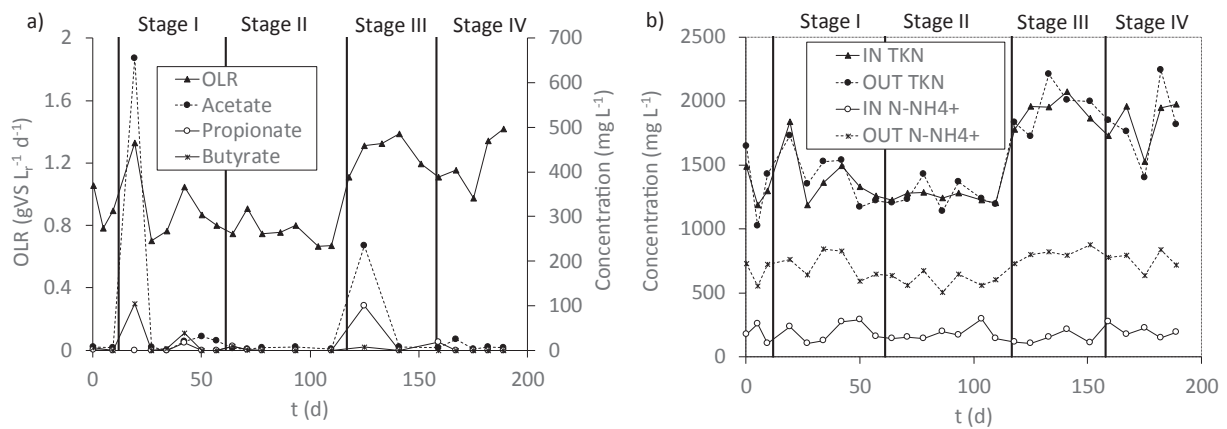 a)
Stage I
Stage II
Stage III
Stage IV
2
1.6
1.2
0.8
0.4
0
OLR (gVS Lr-1 d-1)
OLR
Acetate
Propionate
Butyrate
700
600
500
400
300
200
100
0
Concentration (mg L-1)
0
50
100
150
200
t (d)
b)
Stage I
Stage II
Stage III
Stage IV
2500
2000
1500
1000
500
0
Concentration (mg L-1)
IN TKN
OUT TKN
IN N-NH4+
OUT N-NH4+
0
50
100
150
200
t (d)